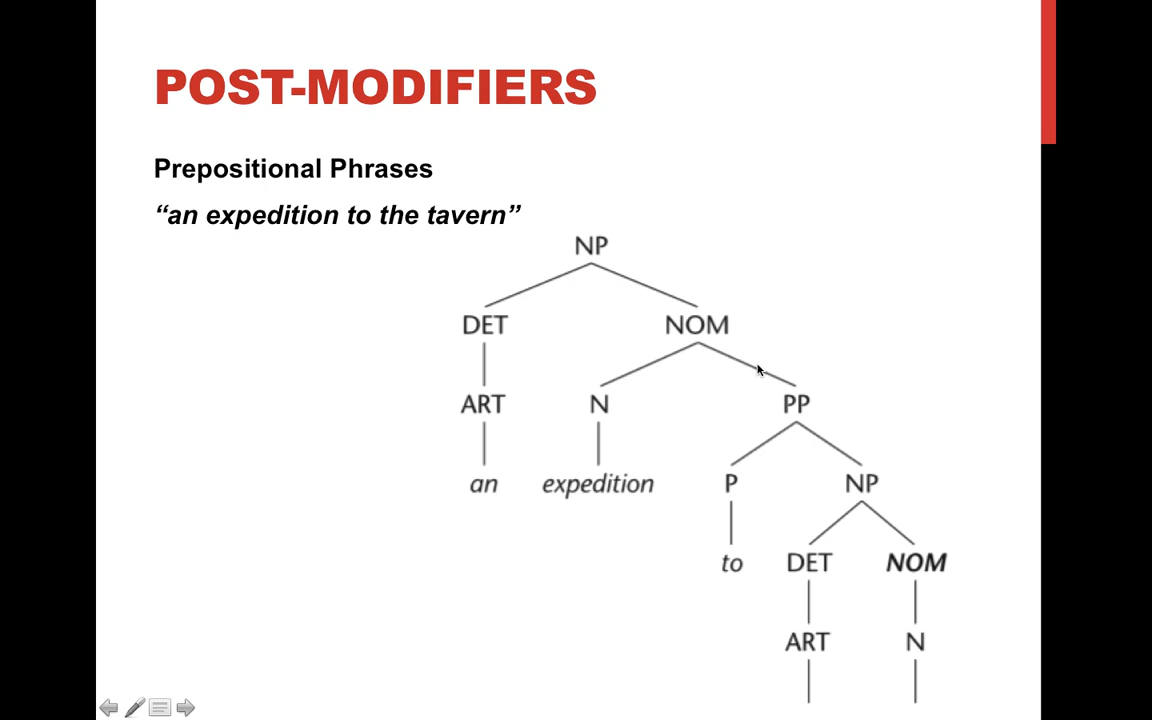 POST-MODIFIERS
Prepositional Phrases
“an expedition to the tavern”
NP
DET NOM
ART N PP
an expedition P NP
to DET NOM
ART N